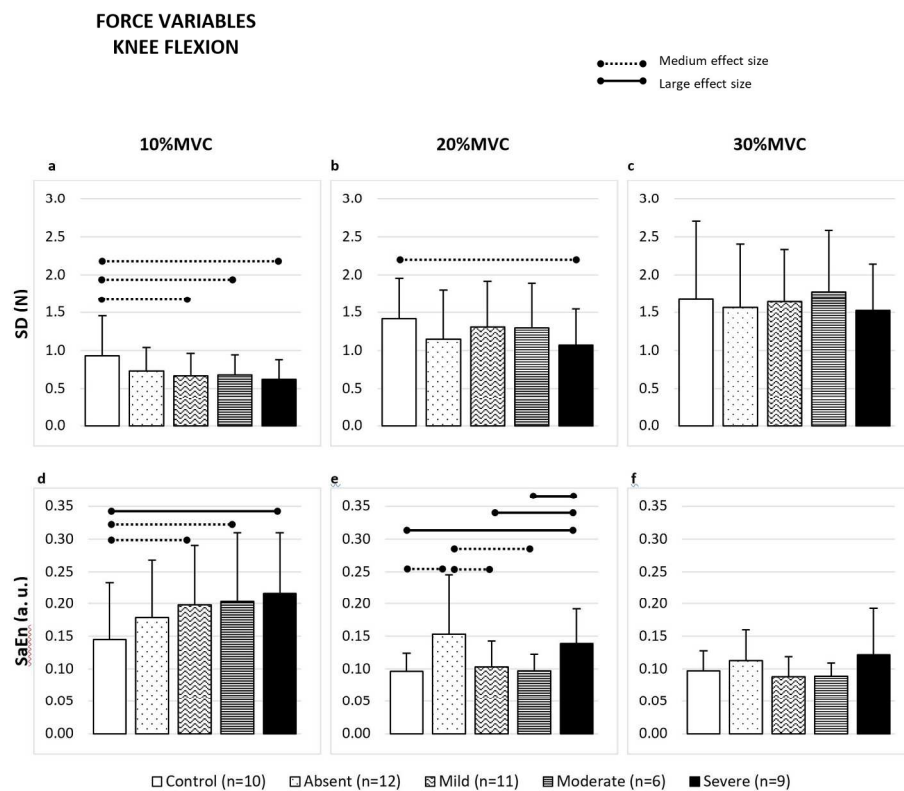 FORCE VARIABLES
KNEE FLEXION
Medium effect size
Large effect size
10%MVC
20%MVC
30%MVC
a
b
c
SD (N)
3.0
2.5
2.0
1.5
1.0
0.5
0.0
3.0
2.5
2.0
1.5
1.0
0.5
0.0
3.0
2.5
2.0
1.5
1.0
0.5
0.0
d
e
f
SaEn (a. u.)
0.35
0.30
0.25
0.20
0.15
0.10
0.05
0.00
0.35
0.30
0.25
0.20
0.15
0.10
0.05
0.00
0.35
0.30
0.25
0.20
0.15
0.10
0.05
0.00
Control (n=10) Absent (n=12) Mild (n=11) Moderate (n=6) Severe (n=9)